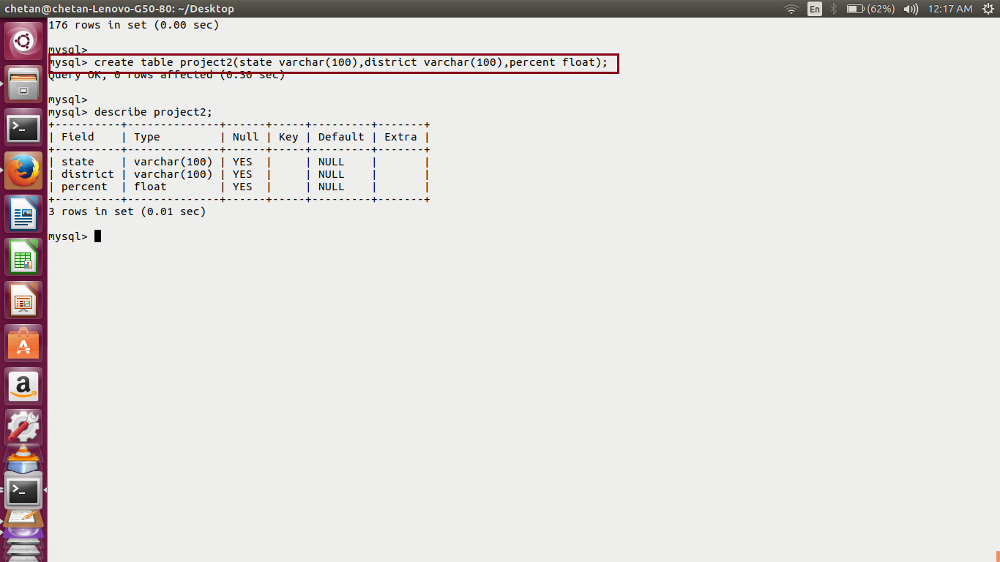 chetan@chetan-Lenovo-G50-80: ~/Desktop En (62%) 12:17 AM
176 rows in set (0.00 sec)
mysql>
mysql> create table project2(state varchar(100),district varchar(100),percent float);
Query OK, 0 rows affected (0.30 sec)
mysql>
mysql> describe project2;
+----------+--------------+------+-----+---------+-------+
| Field    | Type         | Null | Key | Default | Extra |
+----------+--------------+------+-----+---------+-------+
| state    | varchar(100) | YES  |     | NULL    |       |
| district | varchar(100) | YES  |     | NULL    |       |
| percent  | float        | YES  |     | NULL    |       |
+----------+--------------+------+-----+---------+-------+
3 rows in set (0.01 sec)
mysql>